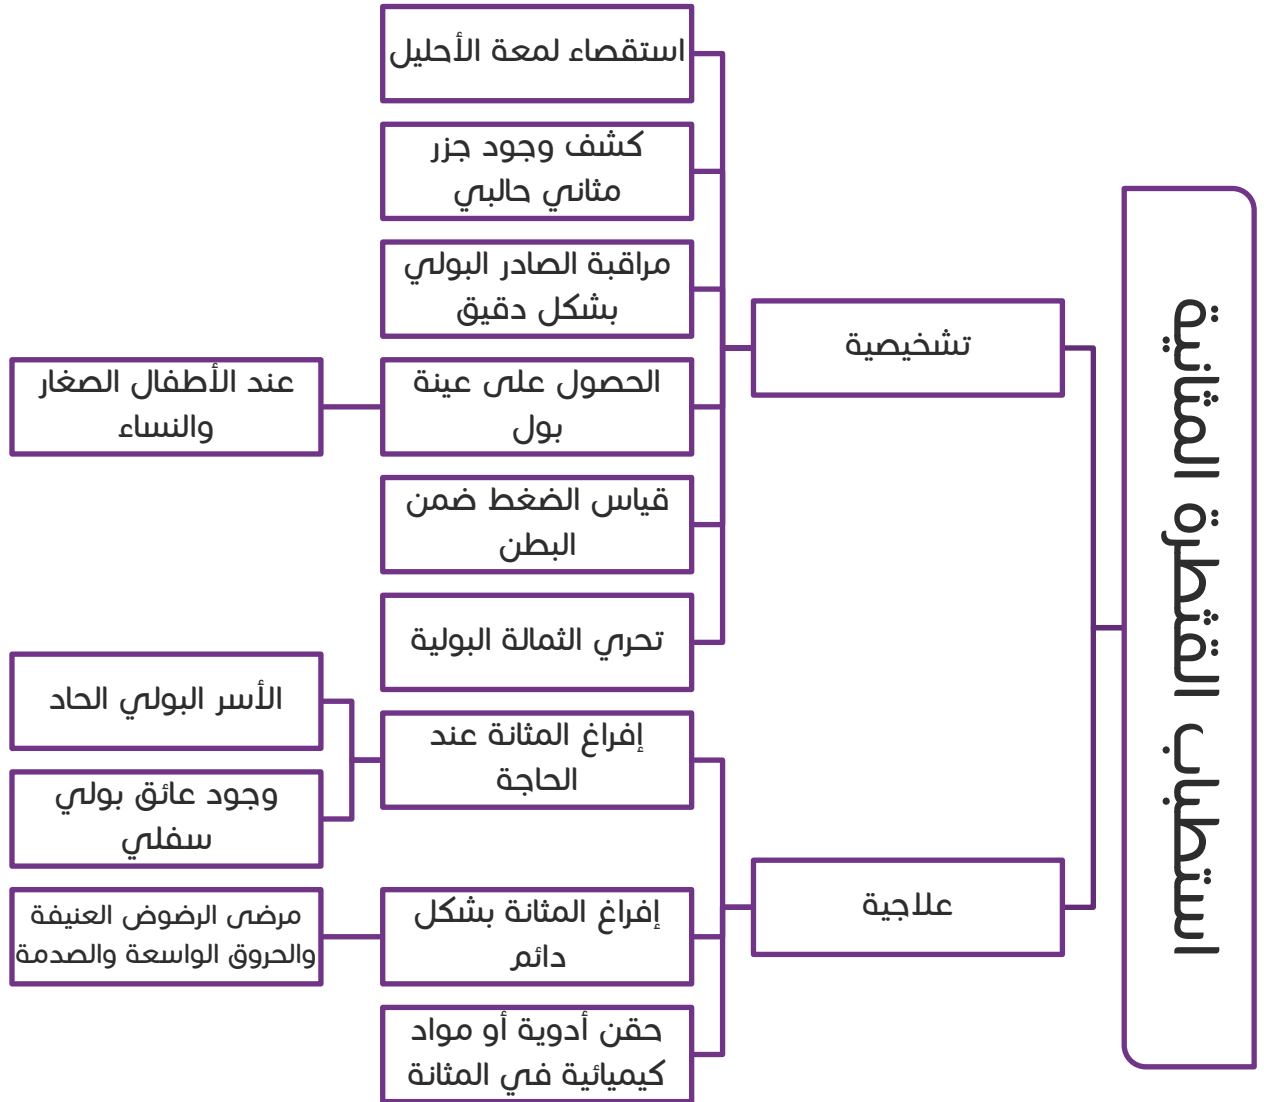 استطباب القثطرة المثانية
تشخيصية
استقصاء لمعة الأحليل
كشف وجود جزر
مثاني حالبي
مراقبة الصادر البولي
بشكل دقيق
الحصول على عينة
بول
عند الأطفال الصغار
والنساء
قياس الضغط ضمن
البطن
تحري الثمالة البولية
علاجية
إفراغ المثانة عند
الحاجة
الأسر البولي الحاد
وجود عائق بولي
سفلي
إفراغ المثانة بشكل
دائم
مرضى الرضوض العنيفة
والحروق الواسعة والصدمة
حقن أدوية أو مواد
كيميائية في المثانة